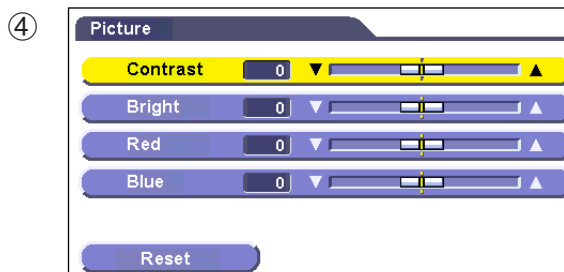 ④
Picture
Contrast 0 ▼ ▲
Bright 0 ▼ ▲
Red 0 ▼ ▲
Blue 0 ▼ ▲
Reset